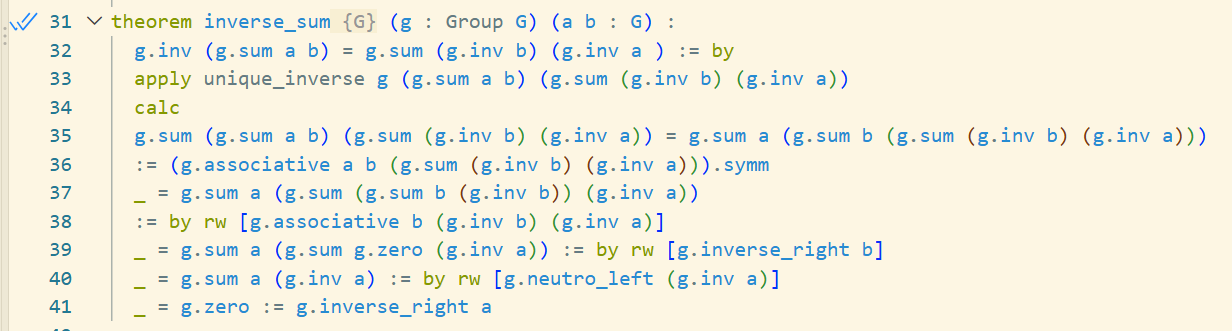 31 theorem inverse_sum {G} (g : Group G) (a b : G) :
32 g.inv (g.sum a b) = g.sum (g.inv b) (g.inv a ) := by
33 apply unique_inverse g (g.sum a b) (g.sum (g.inv b) (g.inv a))
34 calc
35 g.sum (g.sum a b) (g.sum (g.inv b) (g.inv a)) = g.sum a (g.sum b (g.sum (g.inv b) (g.inv a)))
36 := (g.associative a b (g.sum (g.inv b) (g.inv a))).symm
37 _ = g.sum a (g.sum (g.sum b (g.inv b)) (g.inv a))
38 := by rw [g.associative b (g.inv b) (g.inv a)]
39 _ = g.sum a (g.sum g.zero (g.inv a)) := by rw [g.inverse_right b]
40 _ = g.sum a (g.inv a) := by rw [g.neutro_left (g.inv a)]
41 _ = g.zero := g.inverse_right a